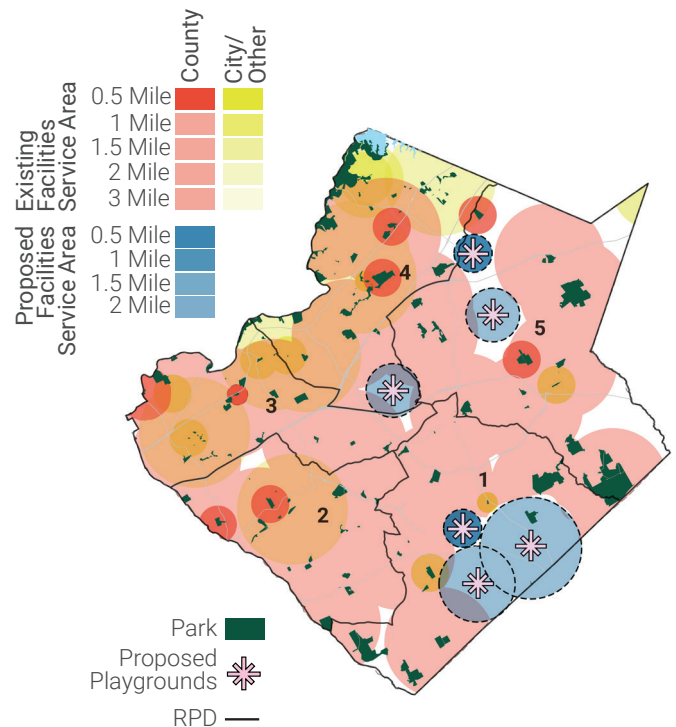 County
City/
Other
Existing
Facilities
Service Area
0.5 Mile
1 Mile
1.5 Mile
2 Mile
3 Mile
Proposed
Facilities
Service Area
0.5 Mile
1 Mile
1.5 Mile
2 Mile
4
5
3
1
2
Park
Proposed
Playgrounds
RPD